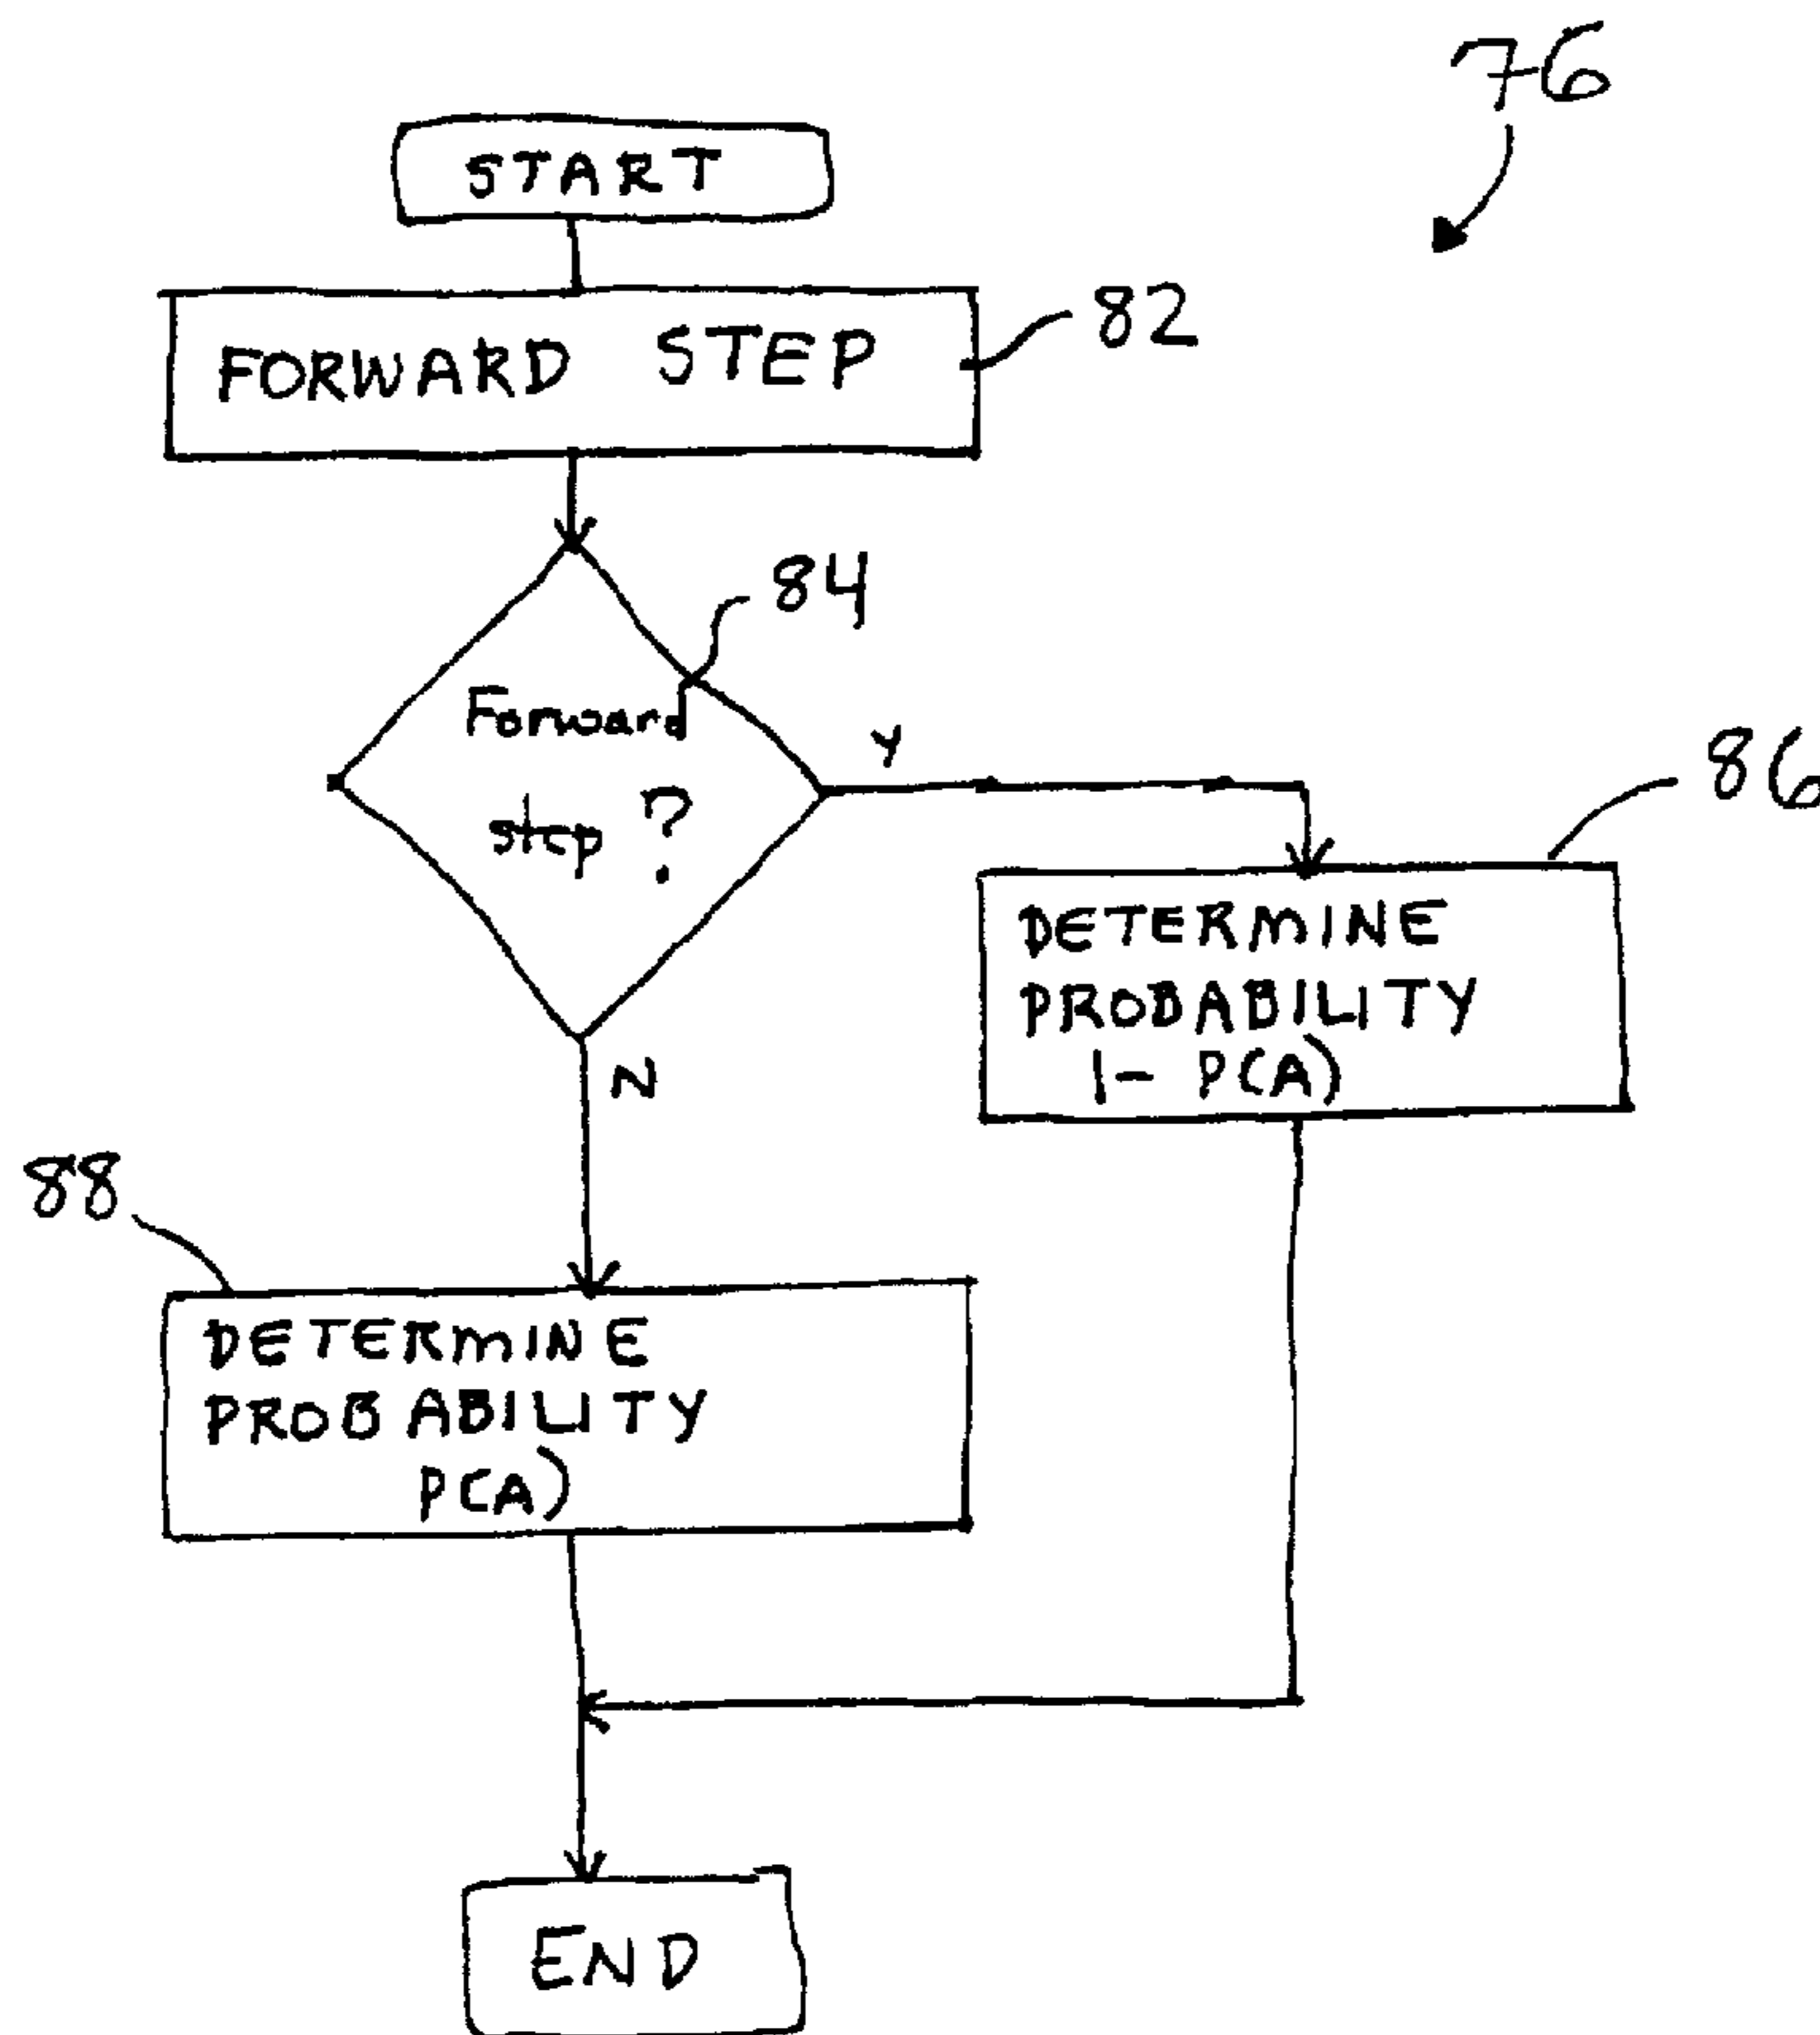 76
START
FORWARD STEP
82
84
Forward
step ?
Y
86
DETERMINE
PROBABILITY
1 - P(A)
N
88
DETERMINE
PROBABILITY
P(A)
END